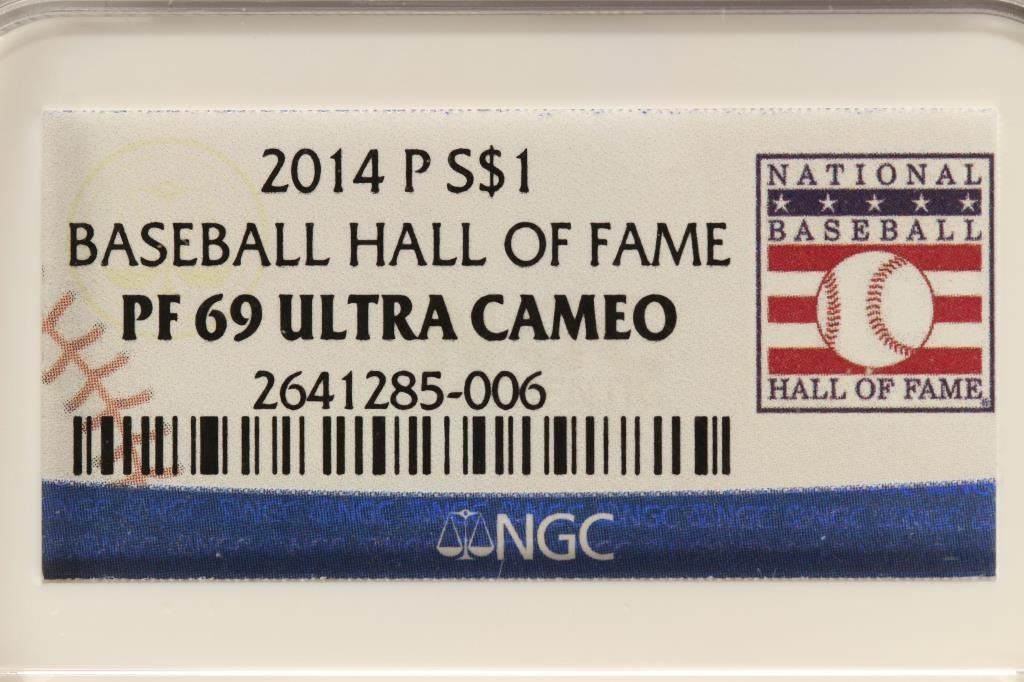 2014 P S$1
BASEBALL HALL OF FAME
PF 69 ULTRA CAMEO
2641285-006
NATIONAL
BASEBALL
HALL OF FAME®
NGC